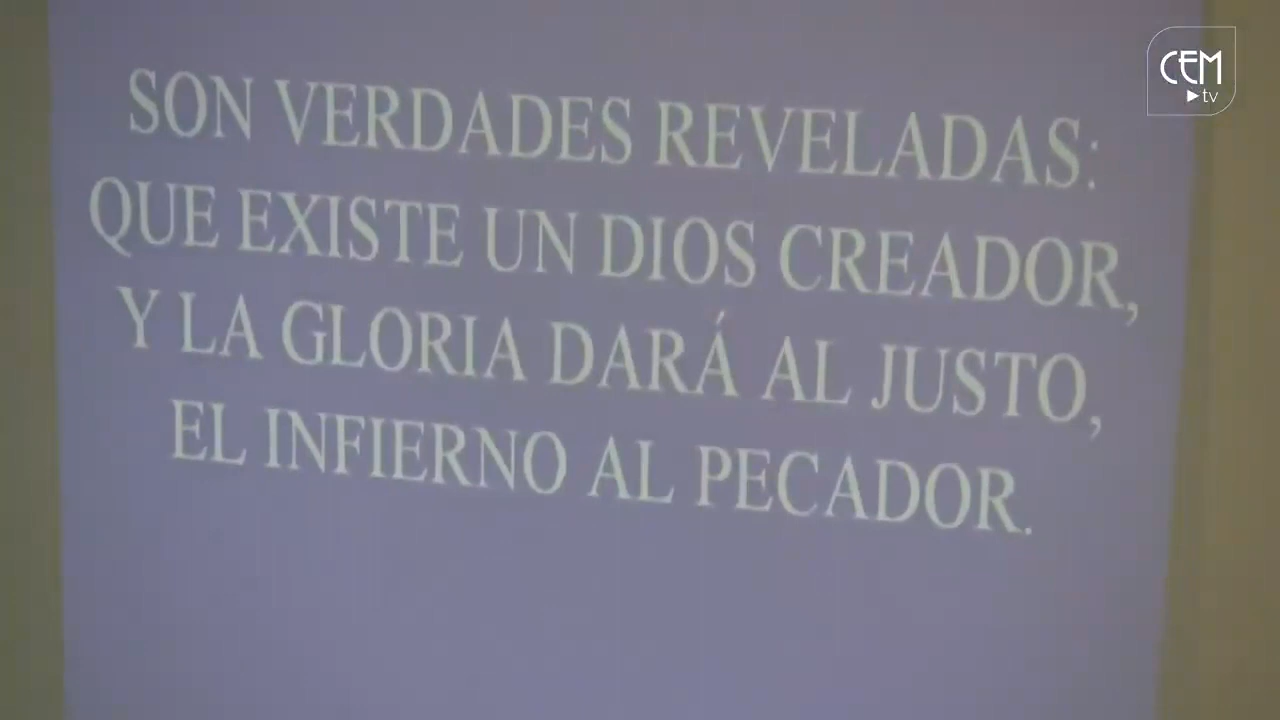 SON VERDADES REVELADAS:
QUE EXISTE UN DIOS CREADOR,
Y LA GLORIA DARÁ AL JUSTO,
EL INFIERNO AL PECADOR.
CEM
tv